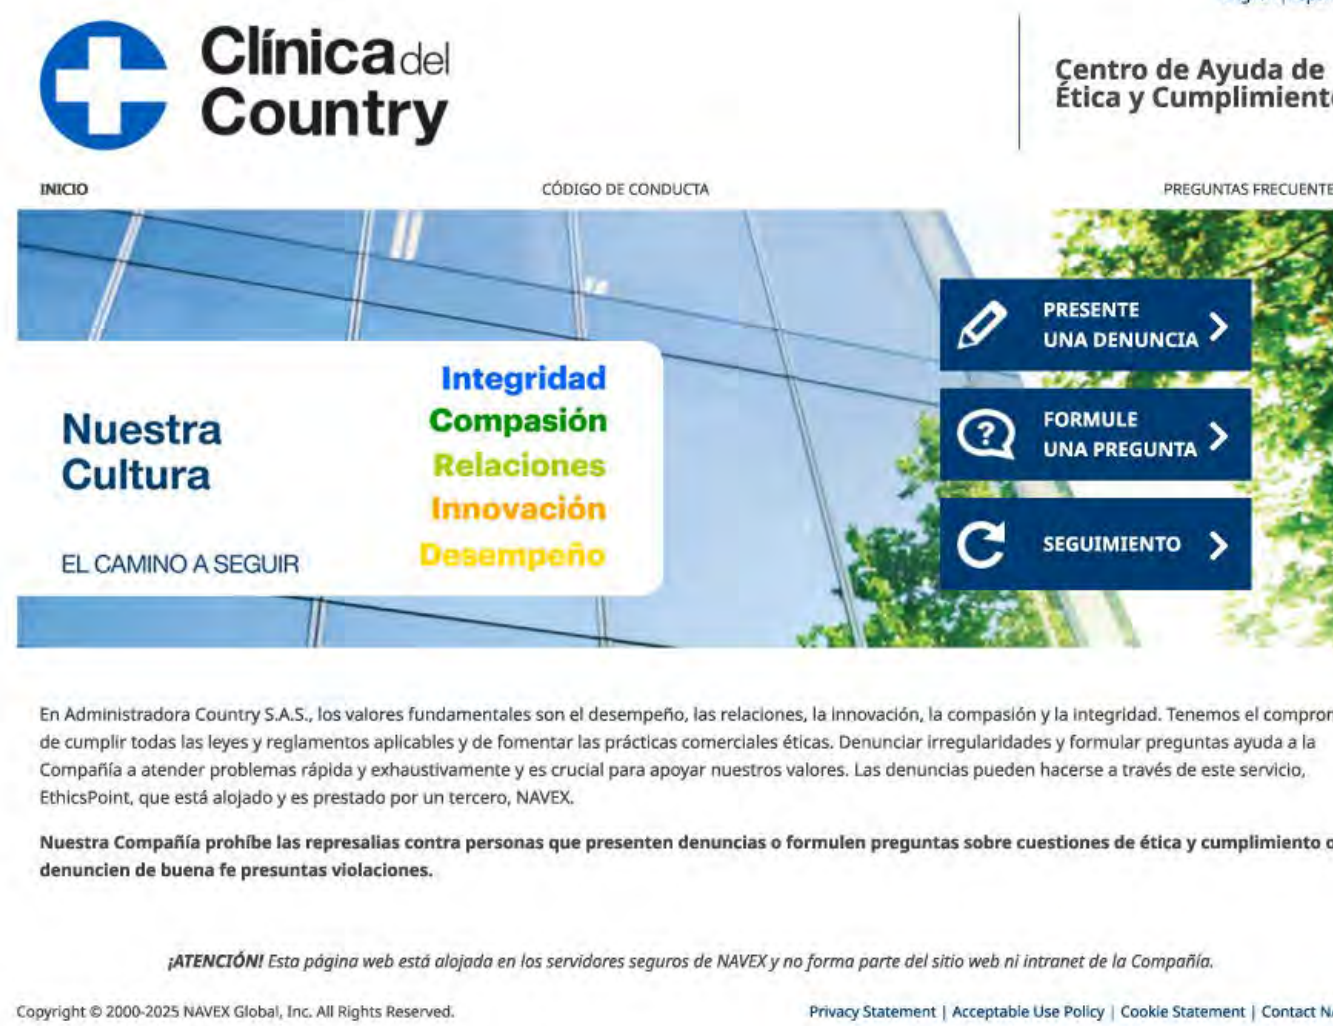 Clínica del
Country
Centro de Ayuda de
Ética y Cumplimiento
INICIO
CÓDIGO DE CONDUCTA
PREGUNTAS FRECUENTE
PRESENTE
UNA DENUNCIA
FORMULE
UNA PREGUNTA
SEGUIMIENTO
Nuestra
Cultura
EL CAMINO A SEGUIR
Integridad
Compasión
Relaciones
Innovación
Desempeño
En Administradora Country S.A.S., los valores fundamentales son el desempeño, las relaciones, la innovación, la compasión y la integridad. Tenemos el compron
de cumplir todas las leyes y reglamentos aplicables y de fomentar las prácticas comerciales éticas. Denunciar irregularidades y formular preguntas ayuda a la
Compañía a atender problemas rápida y exhaustivamente y es crucial para apoyar nuestros valores. Las denuncias pueden hacerse a través de este servicio,
EthicsPoint, que está alojado y es prestado por un tercero, NAVEX.
Nuestra Compañía prohíbe las represalias contra personas que presenten denuncias o formulen preguntas sobre cuestiones de ética y cumplimiento o
denuncien de buena fe presuntas violaciones.
¡ATENCIÓN! Esta página web está alojada en los servidores seguros de NAVEX y no forma parte del sitio web ni intranet de la Compañía.
Copyright © 2000-2025 NAVEX Global, Inc. All Rights Reserved.
Privacy Statement | Acceptable Use Policy | Cookie Statement | Contact NA